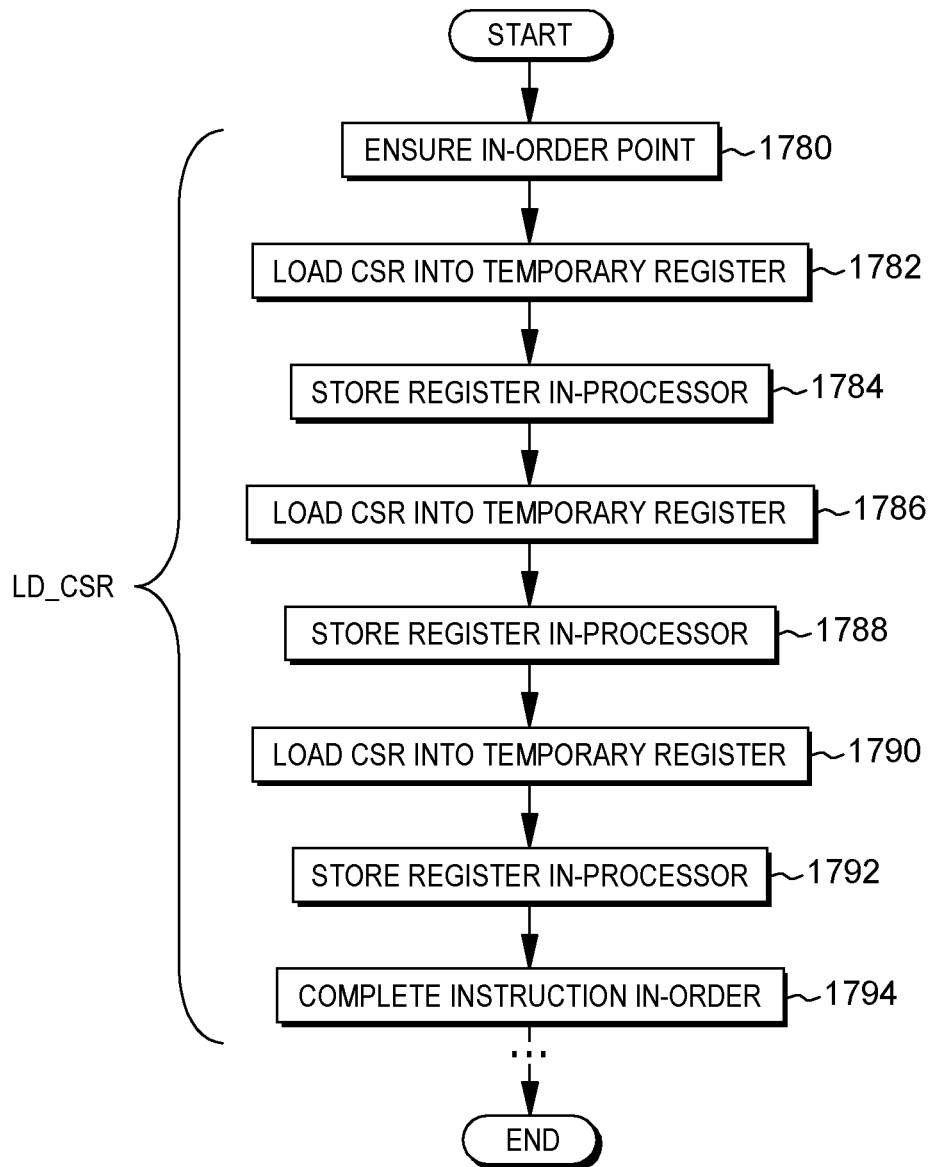 START
ENSURE IN-ORDER POINT 1780
LOAD CSR INTO TEMPORARY REGISTER 1782
STORE REGISTER IN-PROCESSOR 1784
LOAD CSR INTO TEMPORARY REGISTER 1786
LD_CSR
STORE REGISTER IN-PROCESSOR 1788
LOAD CSR INTO TEMPORARY REGISTER 1790
STORE REGISTER IN-PROCESSOR 1792
COMPLETE INSTRUCTION IN-ORDER 1794
...
END